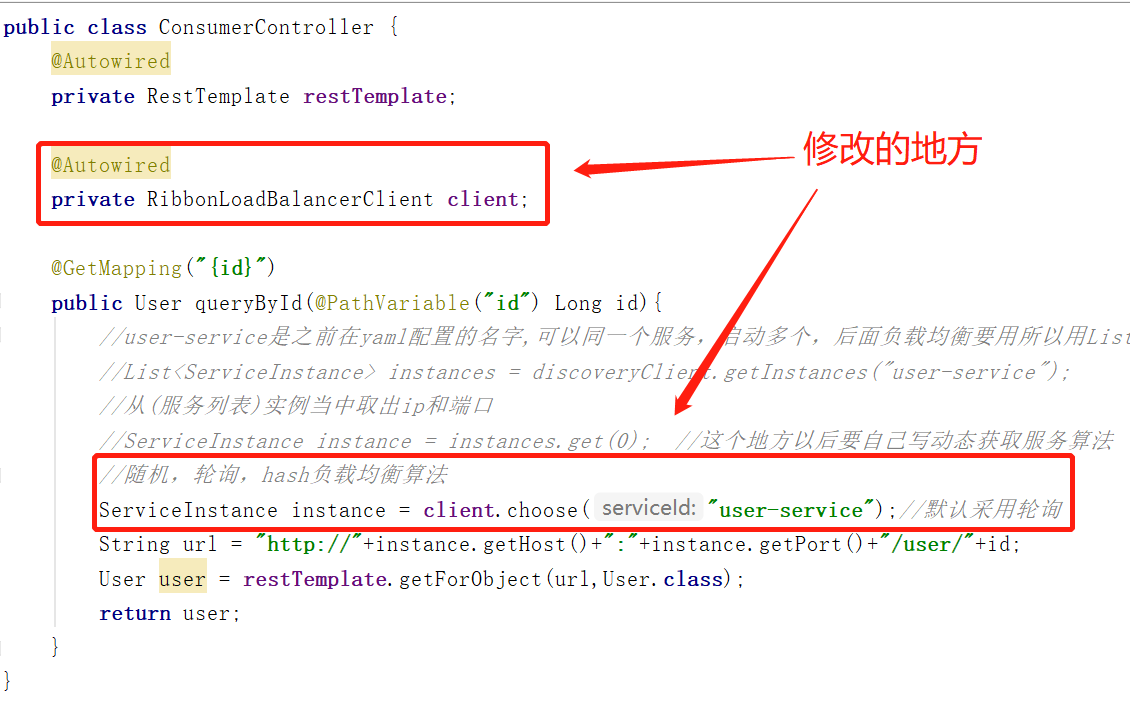 public class ConsumerController {
@Autowired
private RestTemplate restTemplate;
修改的地方
@Autowired
private RibbonLoadBalancerClient client;
@GetMapping("{id}")
public User queryById(@PathVariable("id") Long id){
//user-service是之前在yaml配置的名字,可以同一个服务，启动多个，后面负载均衡要用所以用List
//List<ServiceInstance> instances = discoveryClient.getInstances("user-service");
//从(服务列表)实例当中取出ip和端口
//ServiceInstance instance = instances.get(0); //这个地方以后要自己写动态获取服务算法
//随机，轮询，hash负载均衡算法
ServiceInstance instance = client.choose( serviceId: "user-service");//默认采用轮询
String url = "http://"+instance.getHost()+":"+instance.getPort()+"/user/"+id;
User user = restTemplate.getForObject(url,User.class);
return user;
}
}